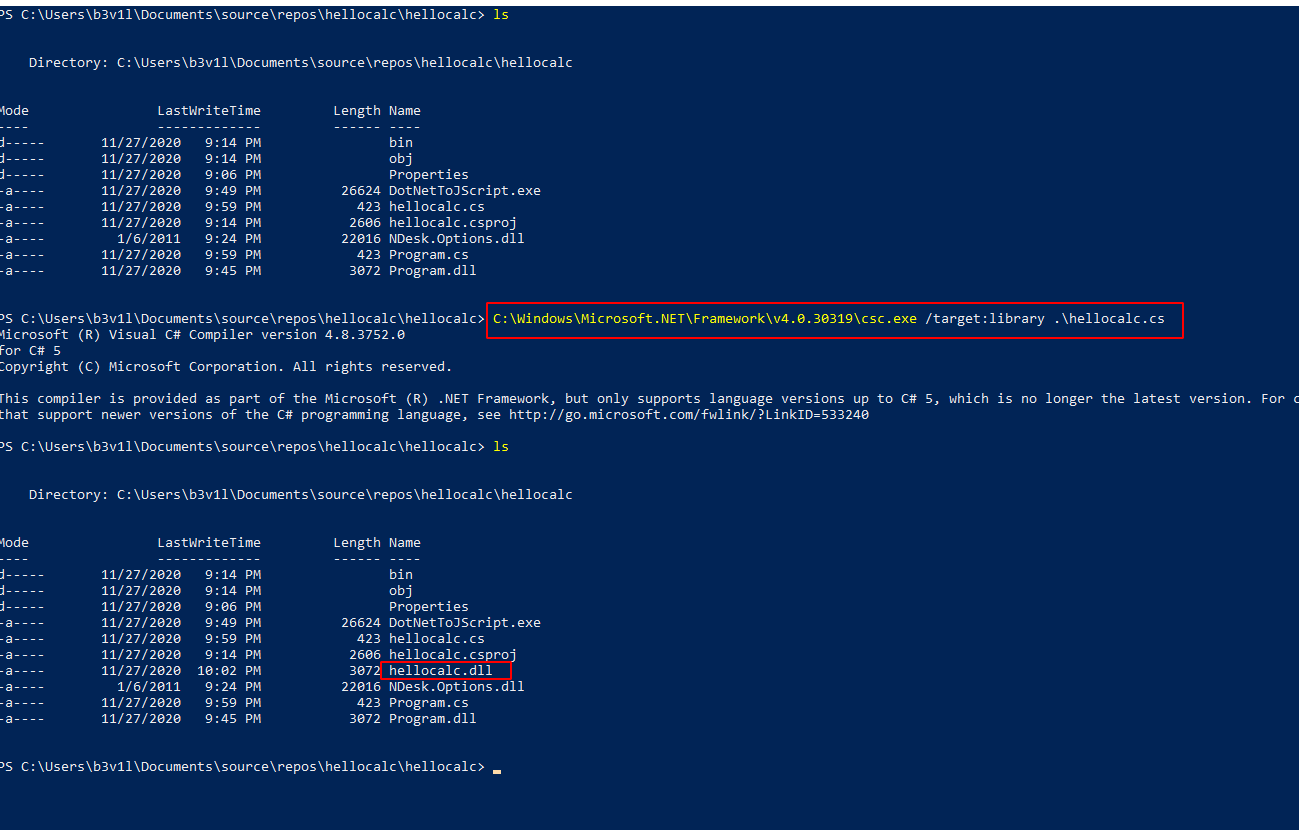 PS C:\Users\b3v1l\Documents\source\repos\hellocalc\hellocalc> ls
Directory: C:\Users\b3v1l\Documents\source\repos\hellocalc\hellocalc
Mode LastWriteTime Length Name
---- ------------- ------ ----
d----- 11/27/2020 9:14 PM bin
d----- 11/27/2020 9:14 PM obj
d----- 11/27/2020 9:06 PM Properties
-a---- 11/27/2020 9:49 PM 26624 DotNetToJScript.exe
-a---- 11/27/2020 9:59 PM 423 hellocalc.cs
-a---- 11/27/2020 9:14 PM 2606 hellocalc.csproj
-a---- 1/6/2011 9:24 PM 22016 NDesk.Options.dll
-a---- 11/27/2020 9:59 PM 423 Program.cs
-a---- 11/27/2020 9:45 PM 3072 Program.dll
PS C:\Users\b3v1l\Documents\source\repos\hellocalc\hellocalc> C:\Windows\Microsoft.NET\Framework\v4.0.30319\csc.exe /target:library .\hellocalc.cs
Microsoft (R) Visual C# Compiler version 4.8.3752.0
for C# 5
Copyright (C) Microsoft Corporation. All rights reserved.
This compiler is provided as part of the Microsoft (R) .NET Framework, but only supports language versions up to C# 5, which is no longer the latest version. For c
that support newer versions of the C# programming language, see http://go.microsoft.com/fwlink/?LinkID=533240
PS C:\Users\b3v1l\Documents\source\repos\hellocalc\hellocalc> ls
Directory: C:\Users\b3v1l\Documents\source\repos\hellocalc\hellocalc
Mode LastWriteTime Length Name
---- ------------- ------ ----
d----- 11/27/2020 9:14 PM bin
d----- 11/27/2020 9:14 PM obj
d----- 11/27/2020 9:06 PM Properties
-a---- 11/27/2020 9:49 PM 26624 DotNetToJScript.exe
-a---- 11/27/2020 9:59 PM 423 hellocalc.cs
-a---- 11/27/2020 9:14 PM 2606 hellocalc.csproj
-a---- 11/27/2020 10:02 PM 3072 hellocalc.dll
-a---- 1/6/2011 9:24 PM 22016 NDesk.Options.dll
-a---- 11/27/2020 9:59 PM 423 Program.cs
-a---- 11/27/2020 9:45 PM 3072 Program.dll
PS C:\Users\b3v1l\Documents\source\repos\hellocalc\hellocalc> _